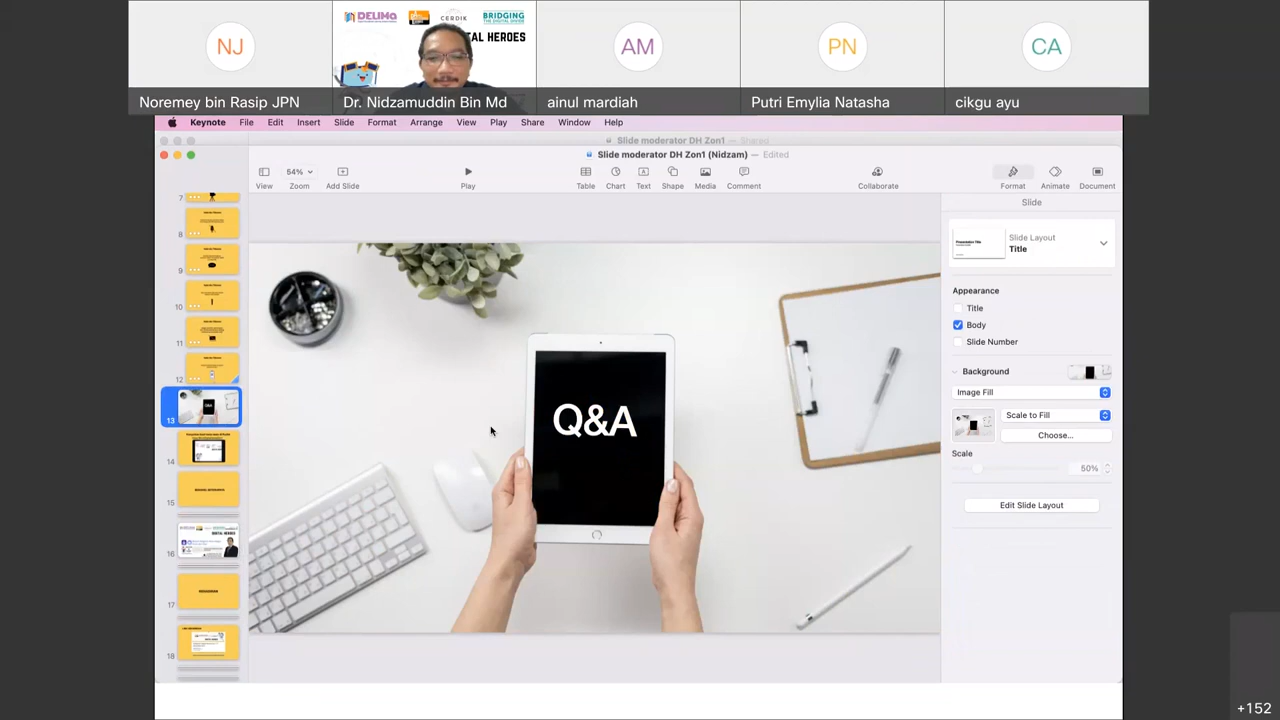 NJ
DELIMa
CERDIK
BRIDGING
THE DIGITAL DIVIDE
TAL HEROES
AM
PN
CA
Noremey bin Rasip JPN
Dr. Nidzamuddin Bin Md
ainul mardiah
Putri Emylia Natasha
cikgu ayu
Keynote File Edit Insert Slide Format Arrange View Play Share Window Help
Slide moderator DH Zon1 — Shared
Slide moderator DH Zon1 (Nidzam) — Edited
54%
View Zoom Add Slide Play Table Chart Text Shape Media Comment Collaborate Format Animate Document
Slide
Slide Layout
Title
Appearance
Title
Body
Slide Number
Background
Image Fill
Scale to Fill
Choose...
Scale
50%
Edit Slide Layout
7
8
9
10
11
12
13
14
15
16
17
18
Q&A
+152